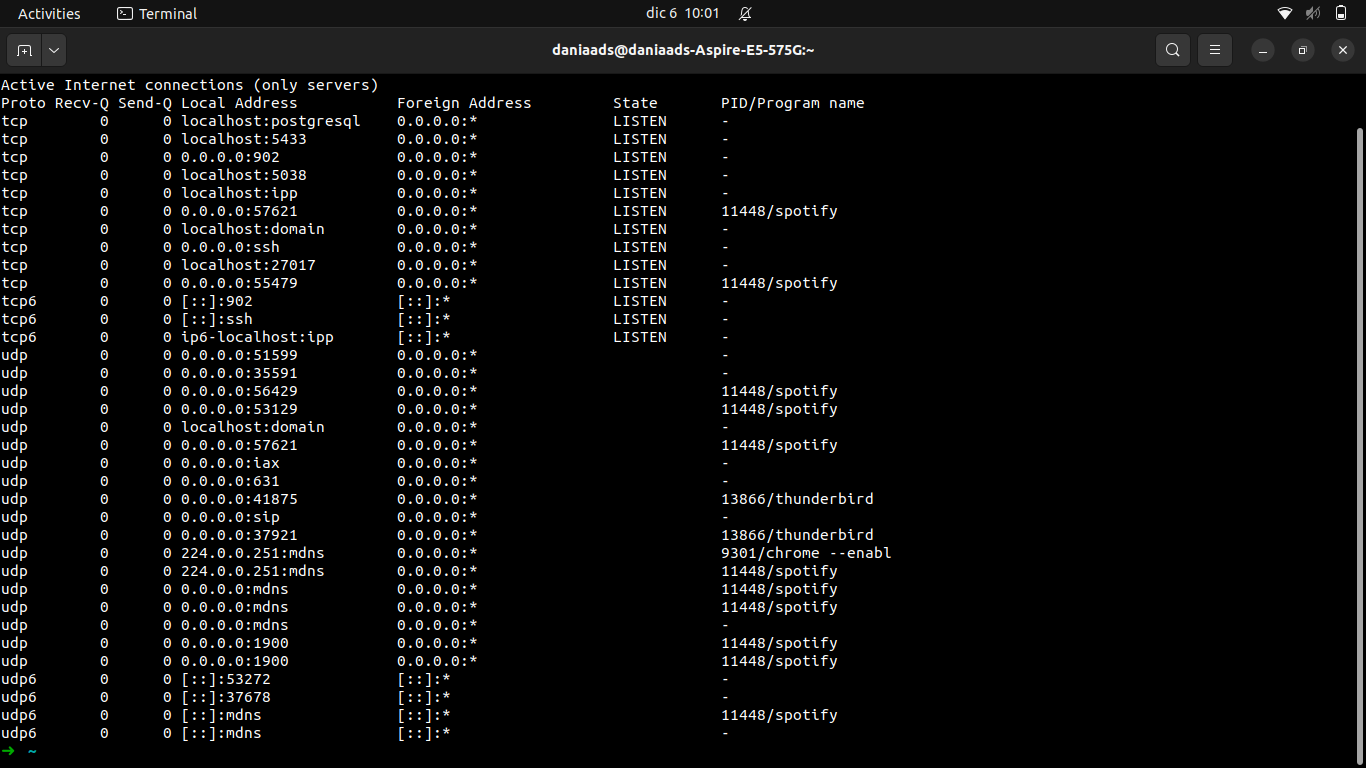 Activities Terminal dic 6 10:01
daniaads@daniaads-Aspire-E5-575G:~
Active Internet connections (only servers)
Proto Recv-Q Send-Q Local Address           Foreign Address         State       PID/Program name
tcp        0      0 localhost:postgresql    0.0.0.0:*               LISTEN      -
tcp        0      0 localhost:5433          0.0.0.0:*               LISTEN      -
tcp        0      0 0.0.0.0:902             0.0.0.0:*               LISTEN      -
tcp        0      0 localhost:5038          0.0.0.0:*               LISTEN      -
tcp        0      0 localhost:ipp           0.0.0.0:*               LISTEN      -
tcp        0      0 0.0.0.0:57621           0.0.0.0:*               LISTEN      11448/spotify
tcp        0      0 localhost:domain        0.0.0.0:*               LISTEN      -
tcp        0      0 0.0.0.0:ssh             0.0.0.0:*               LISTEN      -
tcp        0      0 localhost:27017         0.0.0.0:*               LISTEN      -
tcp        0      0 0.0.0.0:55479           0.0.0.0:*               LISTEN      11448/spotify
tcp6       0      0 [::]:902                [::]:*                  LISTEN      -
tcp6       0      0 [::]:ssh                [::]:*                  LISTEN      -
tcp6       0      0 ip6-localhost:ipp       [::]:*                  LISTEN      -
udp        0      0 0.0.0.0:51599           0.0.0.0:*                           -
udp        0      0 0.0.0.0:35591           0.0.0.0:*                           -
udp        0      0 0.0.0.0:56429           0.0.0.0:*                           11448/spotify
udp        0      0 0.0.0.0:53129           0.0.0.0:*                           11448/spotify
udp        0      0 localhost:domain        0.0.0.0:*                           -
udp        0      0 0.0.0.0:57621           0.0.0.0:*                           11448/spotify
udp        0      0 0.0.0.0:iax             0.0.0.0:*                           -
udp        0      0 0.0.0.0:631             0.0.0.0:*                           -
udp        0      0 0.0.0.0:41875           0.0.0.0:*                           13866/thunderbird
udp        0      0 0.0.0.0:sip             0.0.0.0:*                           -
udp        0      0 0.0.0.0:37921           0.0.0.0:*                           13866/thunderbird
udp        0      0 224.0.0.251:mdns        0.0.0.0:*                           9301/chrome --enabl
udp        0      0 224.0.0.251:mdns        0.0.0.0:*                           11448/spotify
udp        0      0 0.0.0.0:mdns            0.0.0.0:*                           11448/spotify
udp        0      0 0.0.0.0:mdns            0.0.0.0:*                           11448/spotify
udp        0      0 0.0.0.0:mdns            0.0.0.0:*                           -
udp        0      0 0.0.0.0:1900            0.0.0.0:*                           11448/spotify
udp        0      0 0.0.0.0:1900            0.0.0.0:*                           11448/spotify
udp6       0      0 [::]:53272              [::]:*                              -
udp6       0      0 [::]:37678              [::]:*                              -
udp6       0      0 [::]:mdns               [::]:*                              11448/spotify
udp6       0      0 [::]:mdns               [::]:*                              -
➜  ~